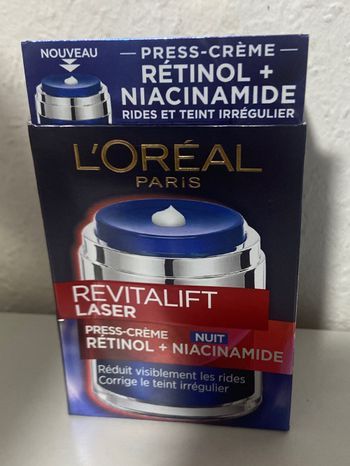 NOUVEAU
PRESS-CRÈME
RÉTINOL +
NIACINAMIDE
RIDES ET TEINT IRRÉGULIER
L'ORÉAL
PARIS
REVITALIFT
LASER
PRESS-CRÈME NUIT
RÉTINOL + NIACINAMIDE
Réduit visiblement les rides
Corrige le teint irrégulier